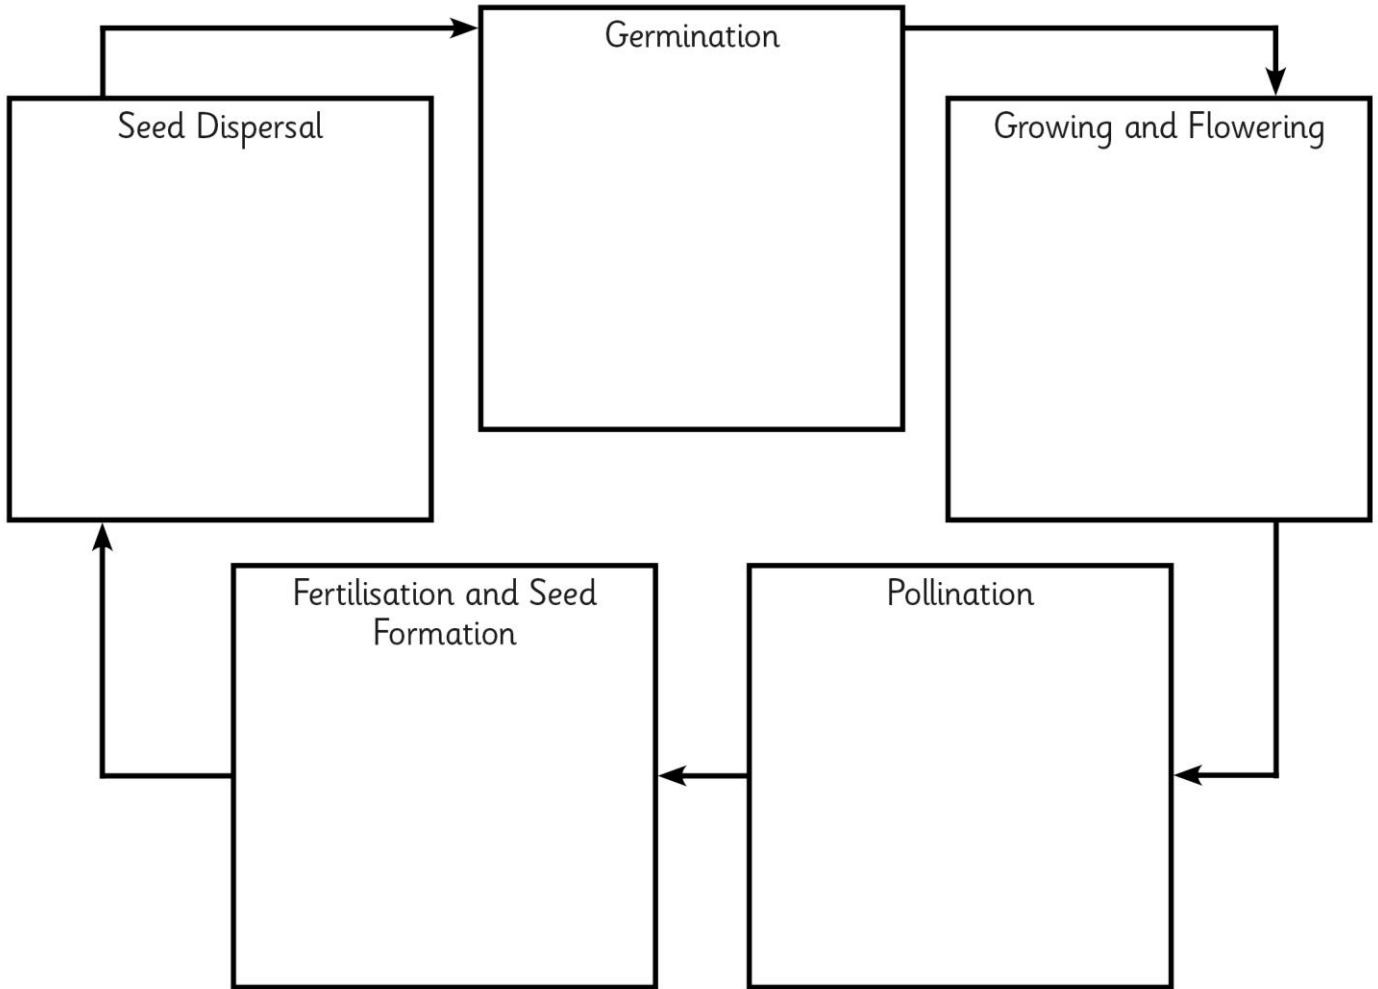 Germination
Seed Dispersal
Growing and Flowering
Fertilisation and Seed
Formation
Pollination